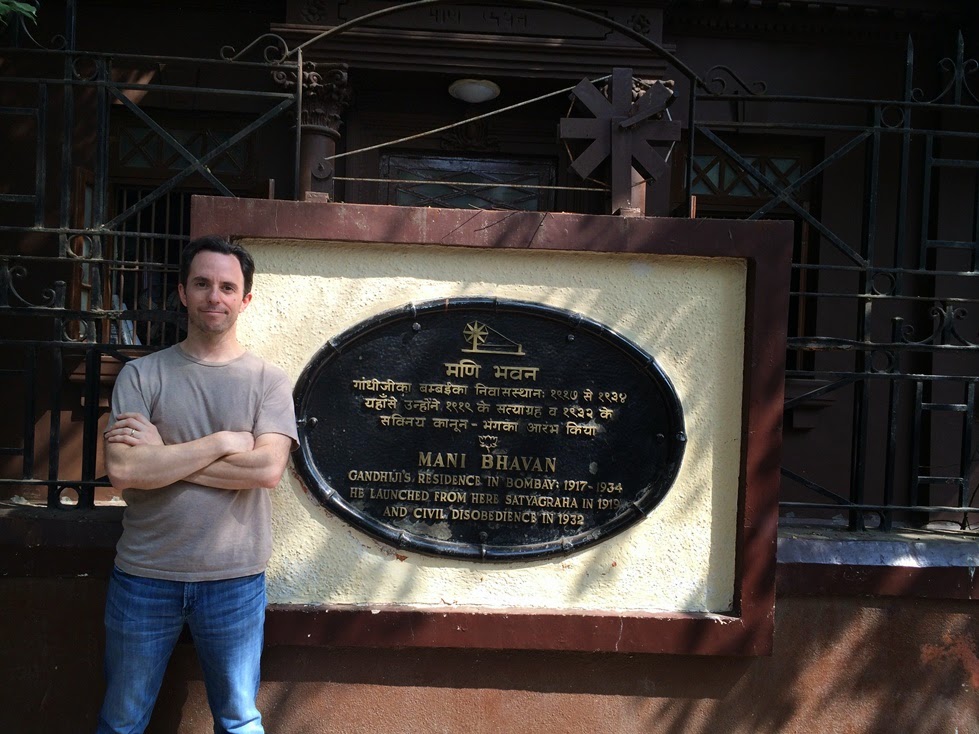 मणि भवन
गांधीजीका बम्बईका निवासस्थान: १९१७ से १९३४
यहाँसे उन्होंने १९१९ के सत्याग्रह व १९३२ के
सविनय कानून - भंगका आरंभ किया
MANI BHAVAN
GANDHIJI'S RESIDENCE IN BOMBAY: 1917-1934
HE LAUNCHED FROM HERE SATYAGRAHA IN 1919
AND CIVIL DISOBEDIENCE IN 1932